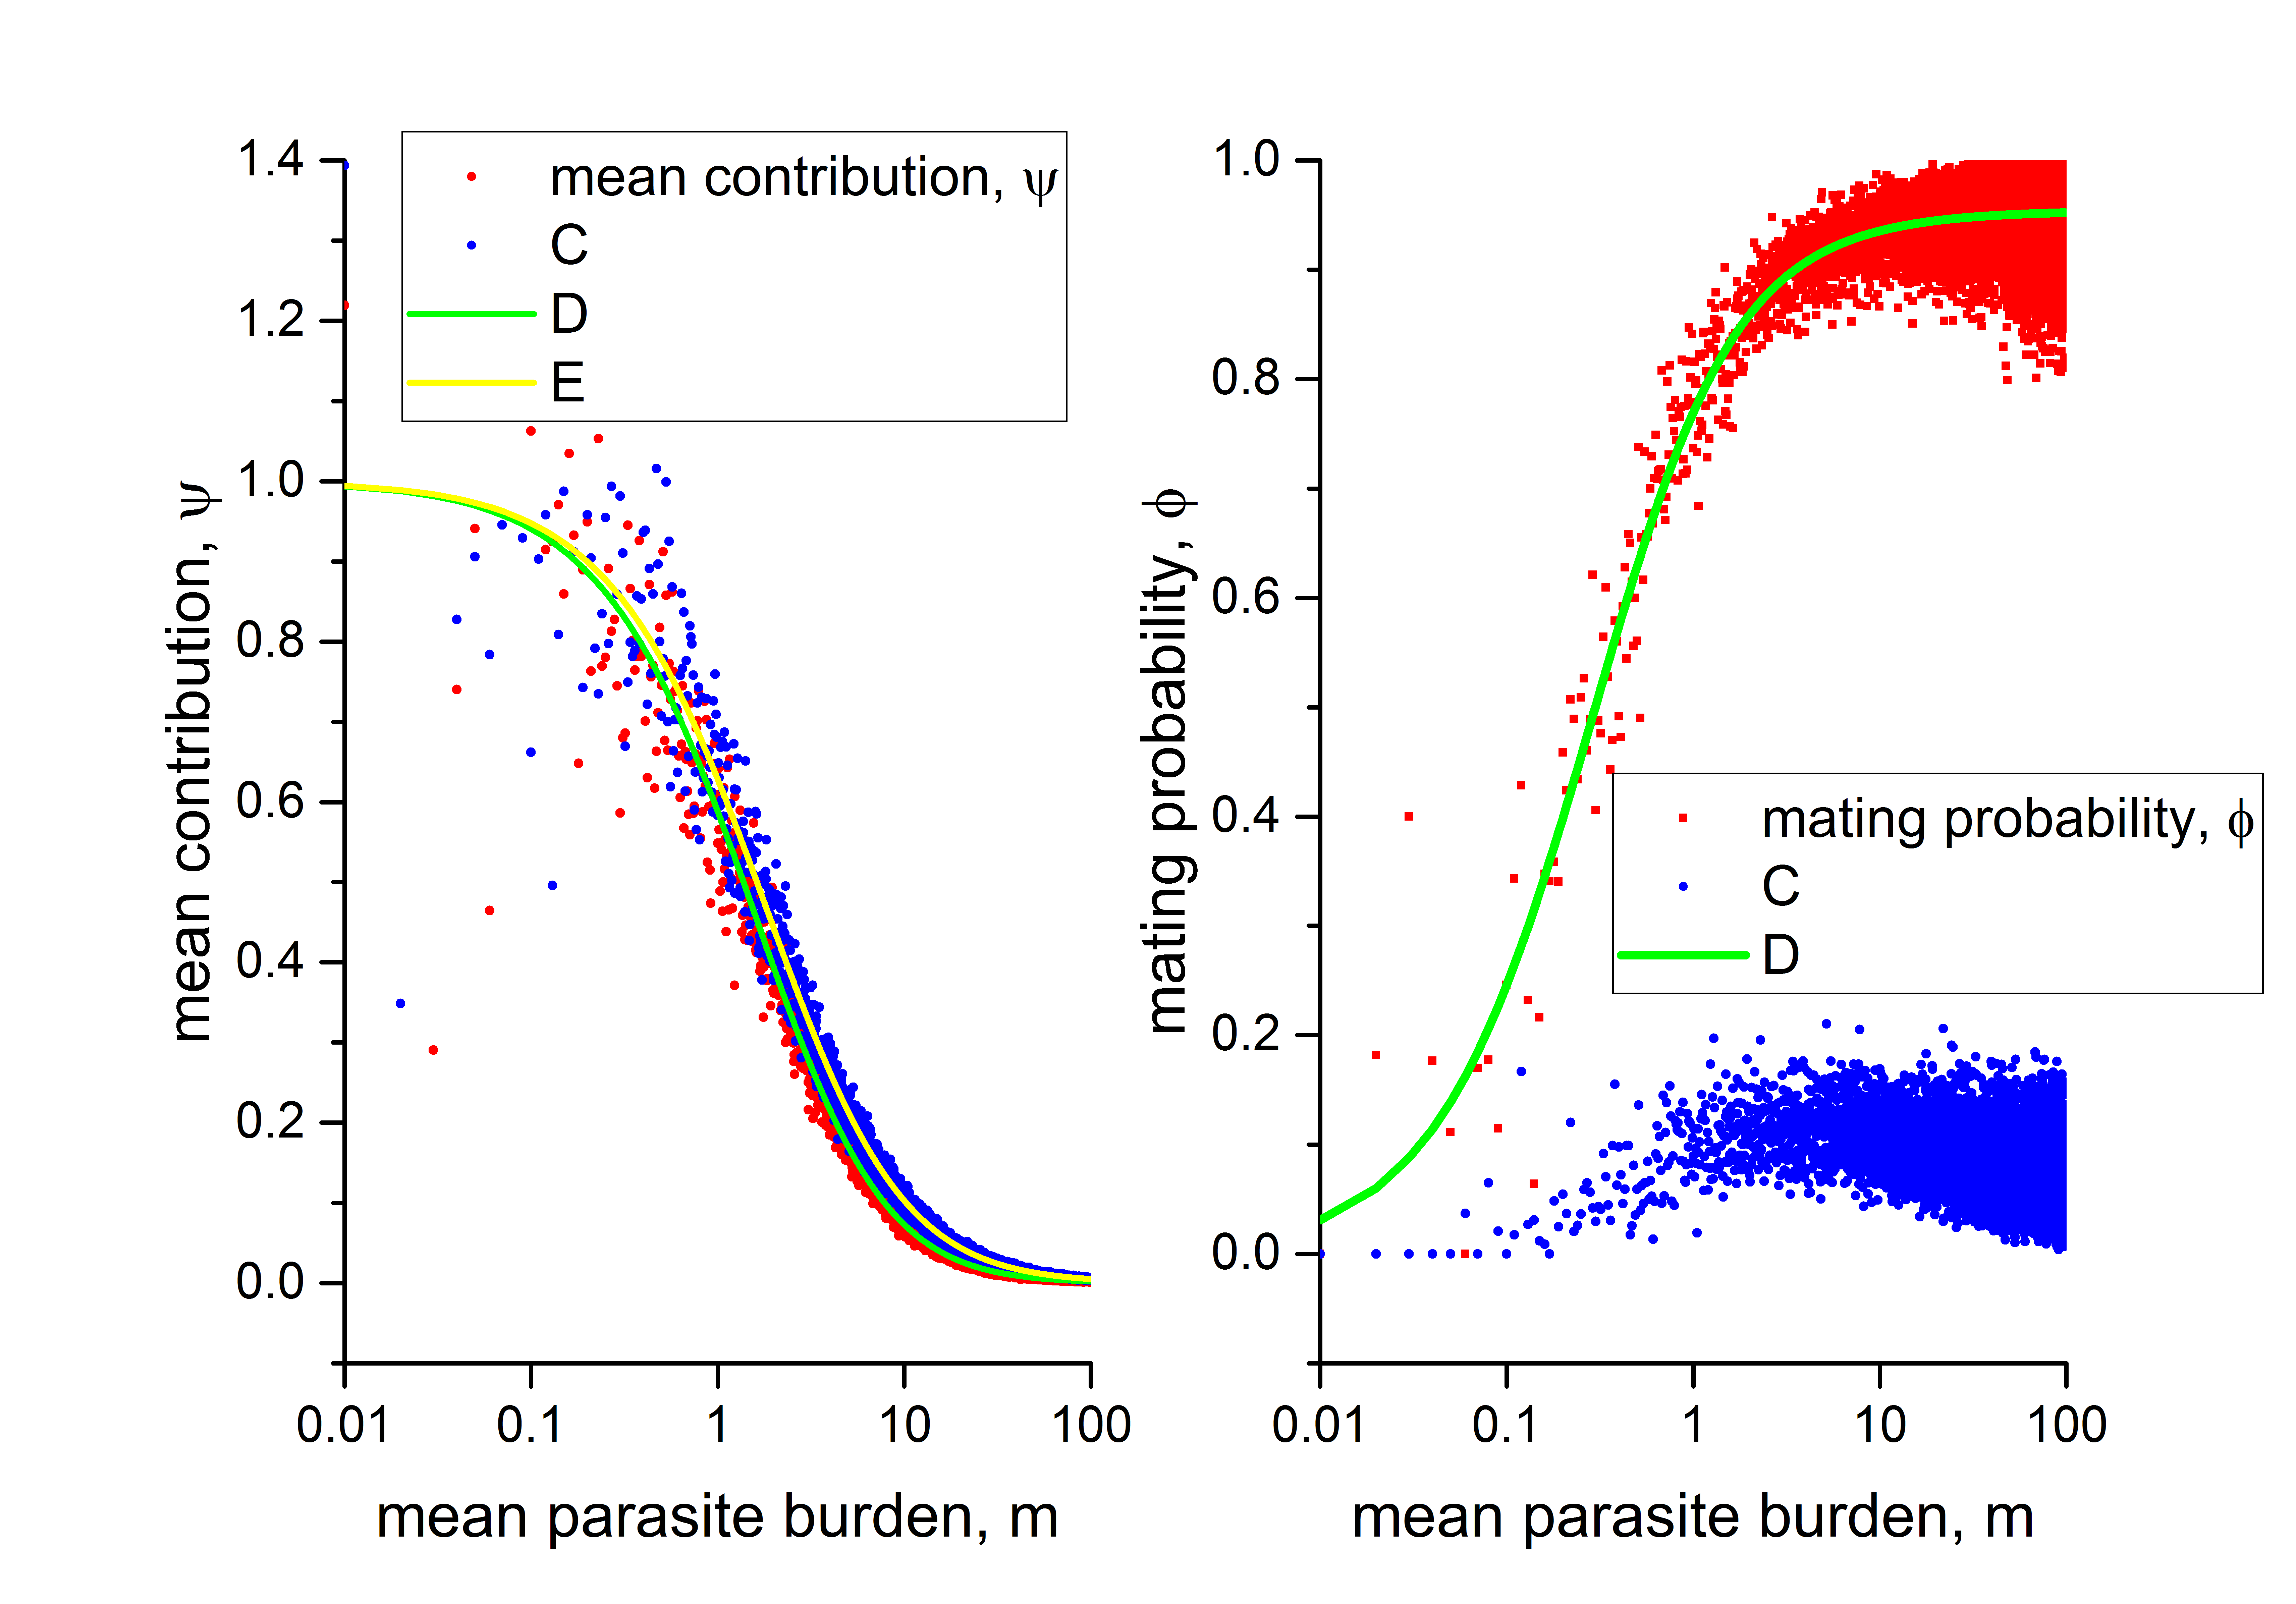 1.4
1.2
1.0
0.8
0.6
0.4
0.2
0.0
mean contribution, ψ
mean contribution, ψ
C
D
E
0.01 0.1 1 10 100
mean parasite burden, m
1.0
0.8
0.6
0.4
0.2
0.0
mating probability, ϕ
mating probability, ϕ
C
D
0.01 0.1 1 10 100
mean parasite burden, m